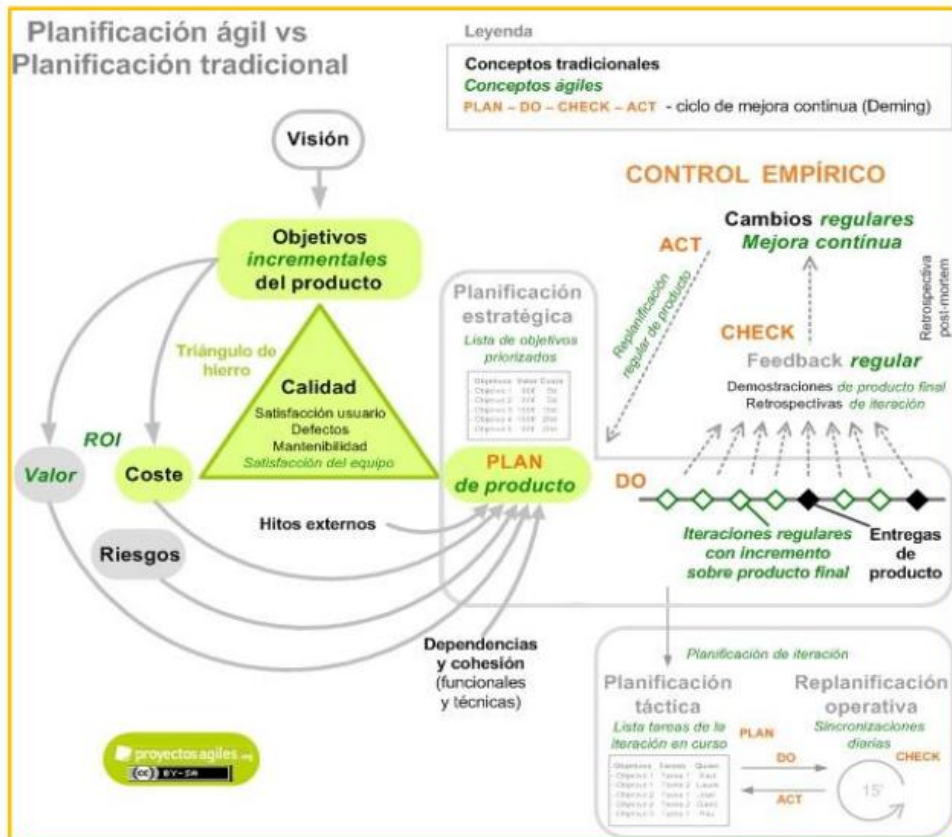 Planificación ágil vs
Planificación tradicional
Leyenda
Conceptos tradicionales
Conceptos ágiles
PLAN – DO – CHECK – ACT - ciclo de mejora continua (Deming)
Visión
Objetivos
incrementales
del producto
Triángulo de
hierro
Calidad
Satisfacción usuario
Defectos
Mantenibilidad
Satisfacción del equipo
ROI
Valor
Coste
Riesgos
Hitos externos
Dependencias
y cohesión
(funcionales
y técnicas)
Planificación
estratégica
Lista de objetivos
priorizados
Objetivos Valor Coste
PLAN
de producto
CONTROL EMPÍRICO
Cambios regulares
Mejora contínua
ACT
Replanificación
regular de producto
Retrospectiva
post-mortem
CHECK
Feedback regular
Demostraciones de producto final
Retrospectivas de iteración
DO
Iteraciones regulares
con incremento
sobre producto final
Entregas
de
producto
Planificación de iteración
Planificación
táctica
Lista tareas de la
iteración en curso
Replanificación
operativa
Sincronizaciones
diarias
PLAN
DO
CHECK
ACT
15'
proyectosagiles.org
(cc) BY-SA